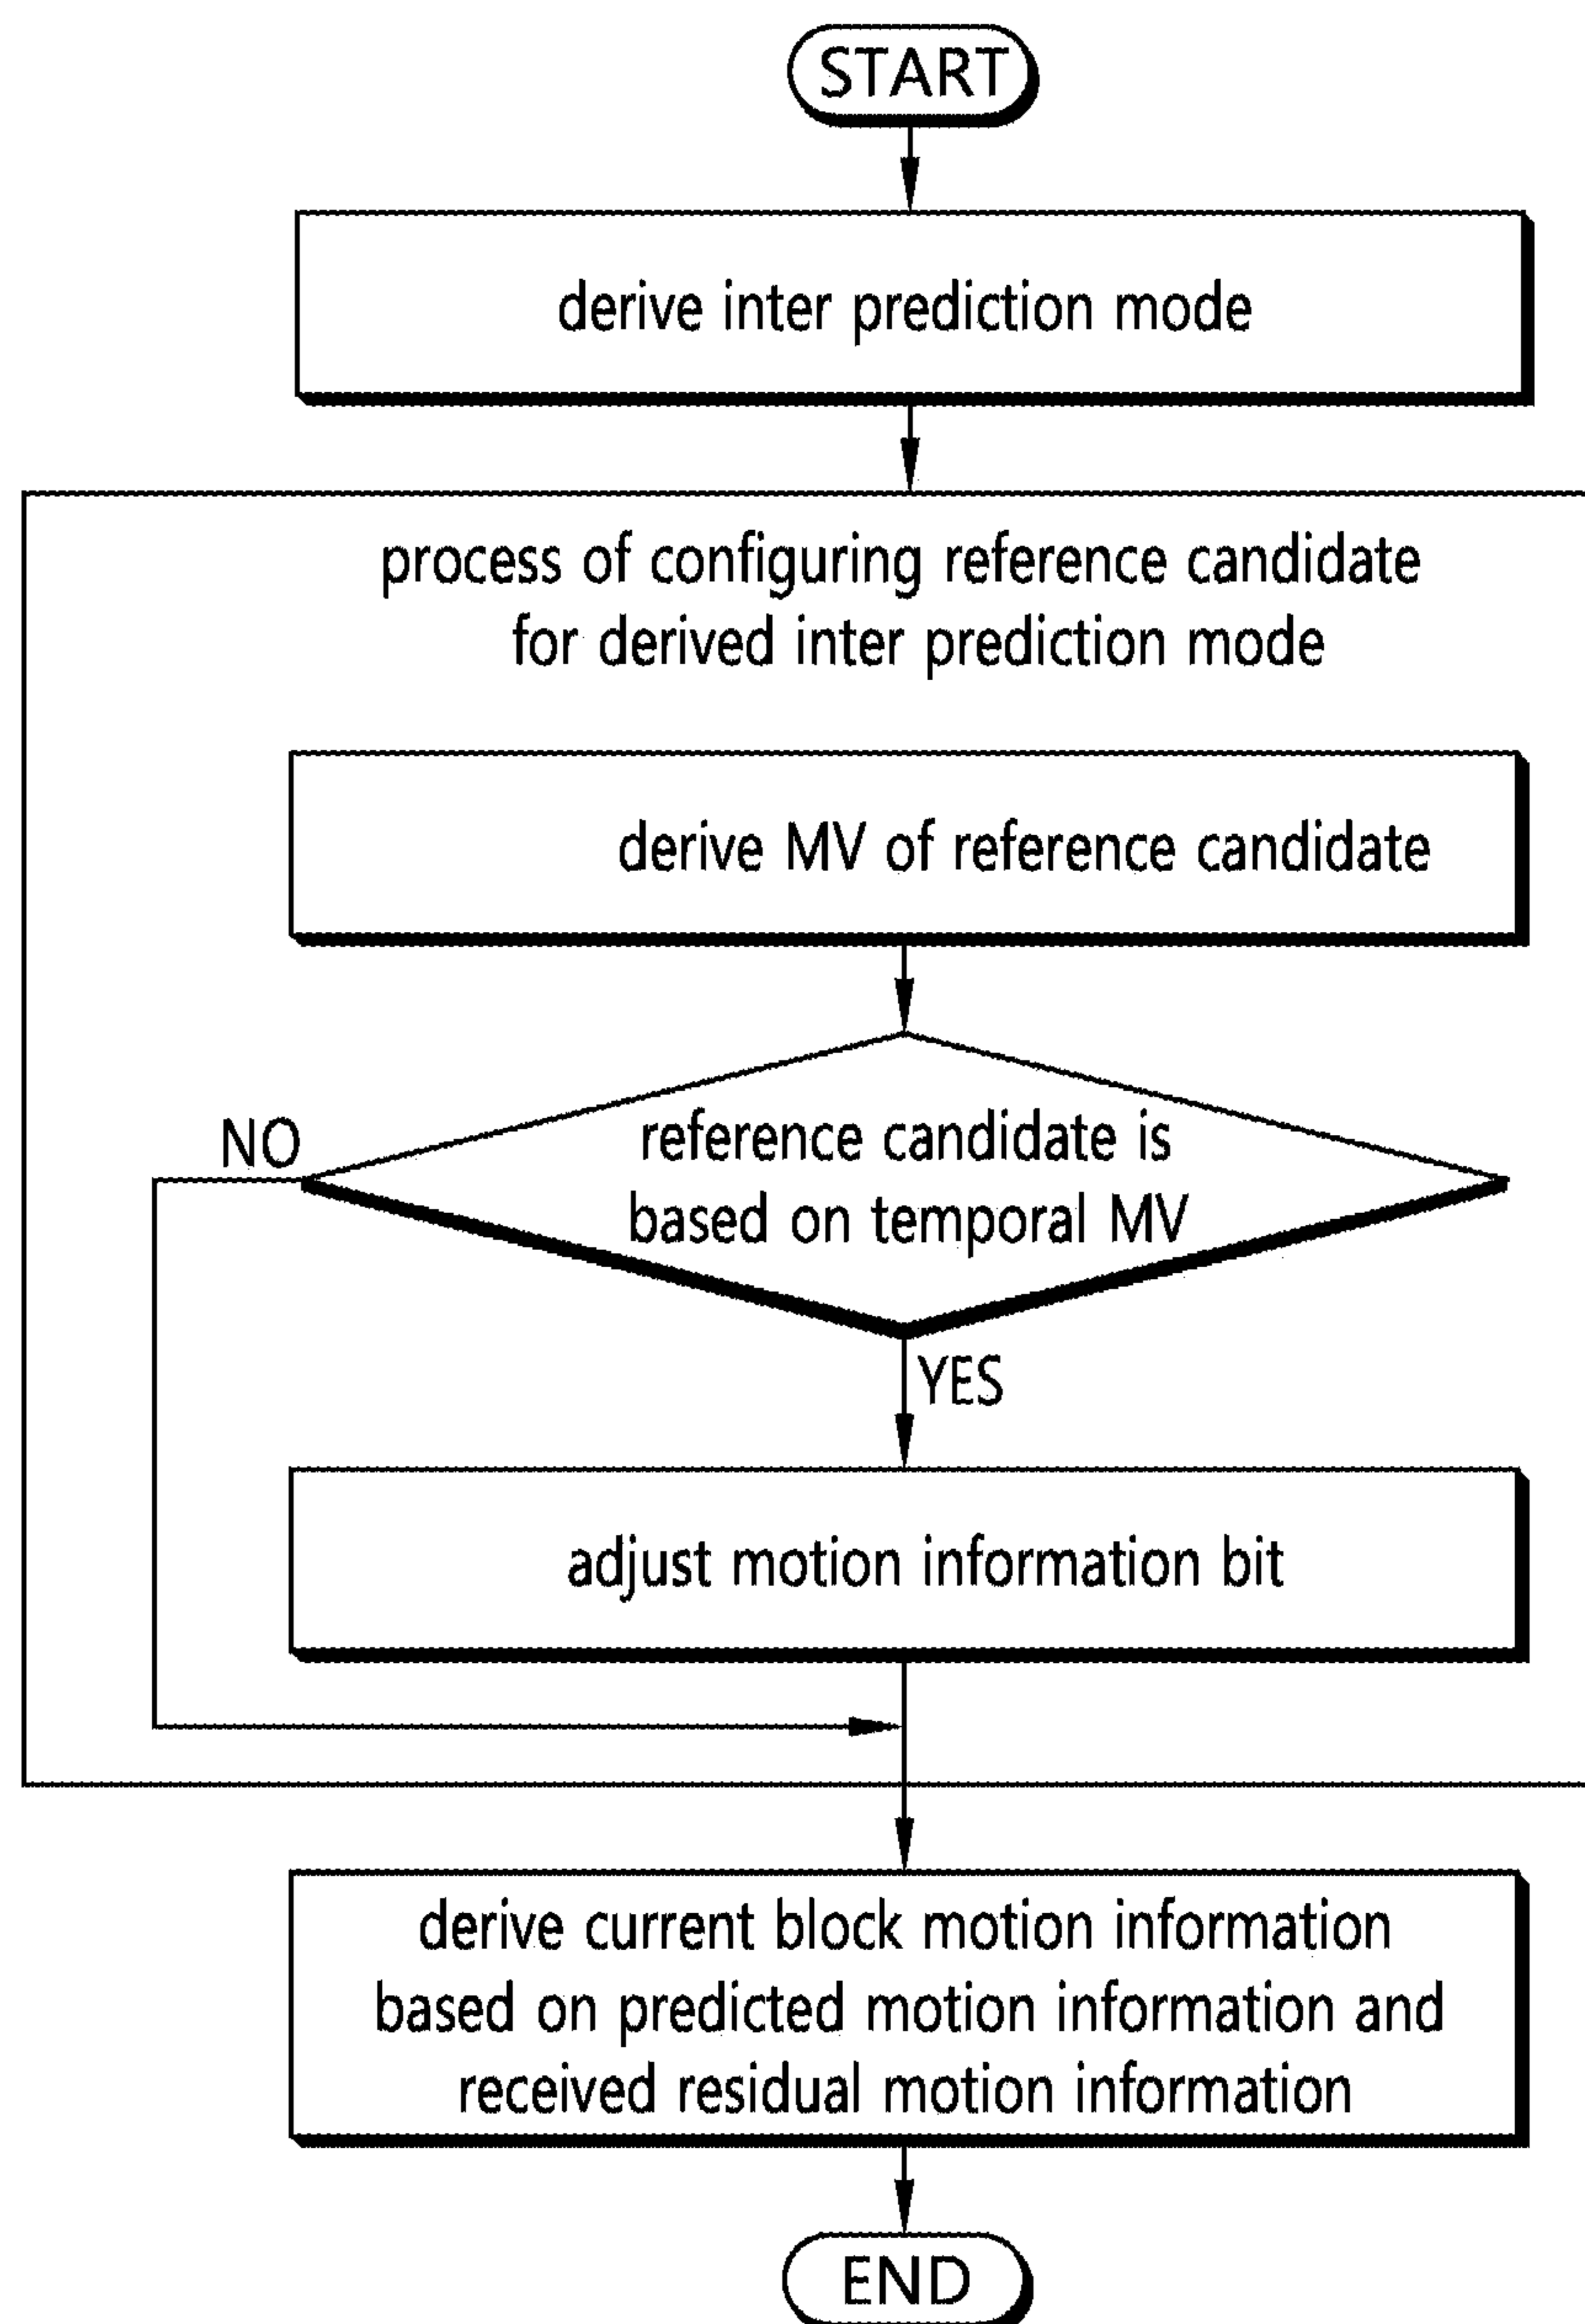 START
derive inter prediction mode
process of configuring reference candidate
for derived inter prediction mode
derive MV of reference candidate
NO
reference candidate is
based on temporal MV
YES
adjust motion information bit
derive current block motion information
based on predicted motion information and
received residual motion information
END